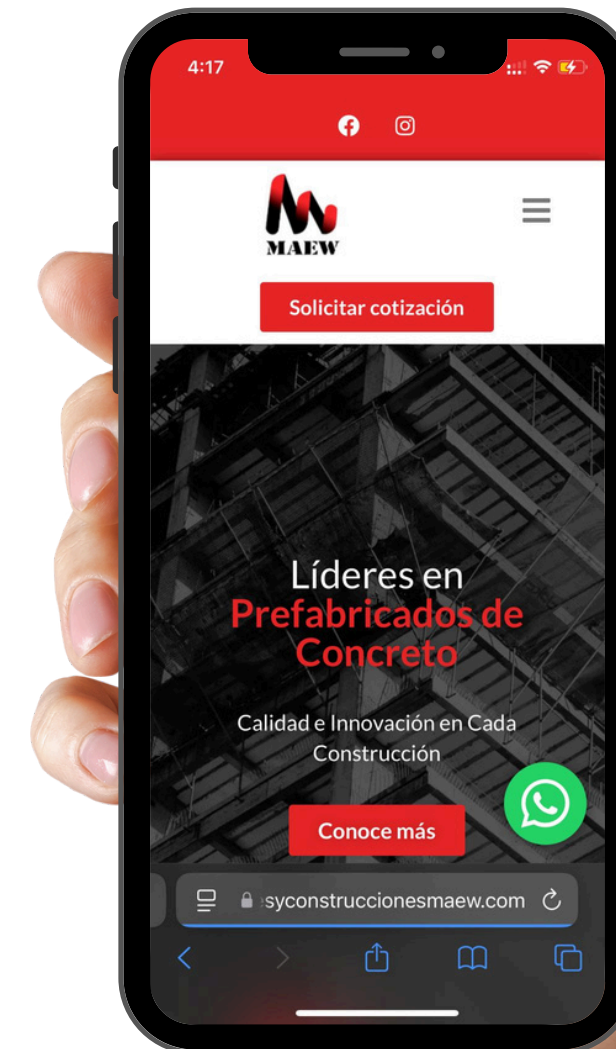 4:17
MAEW
Solicitar cotización
Líderes en
Prefabricados de
Concreto
Calidad e Innovación en Cada
Construcción
Conoce más
syconstruccionesmaew.com